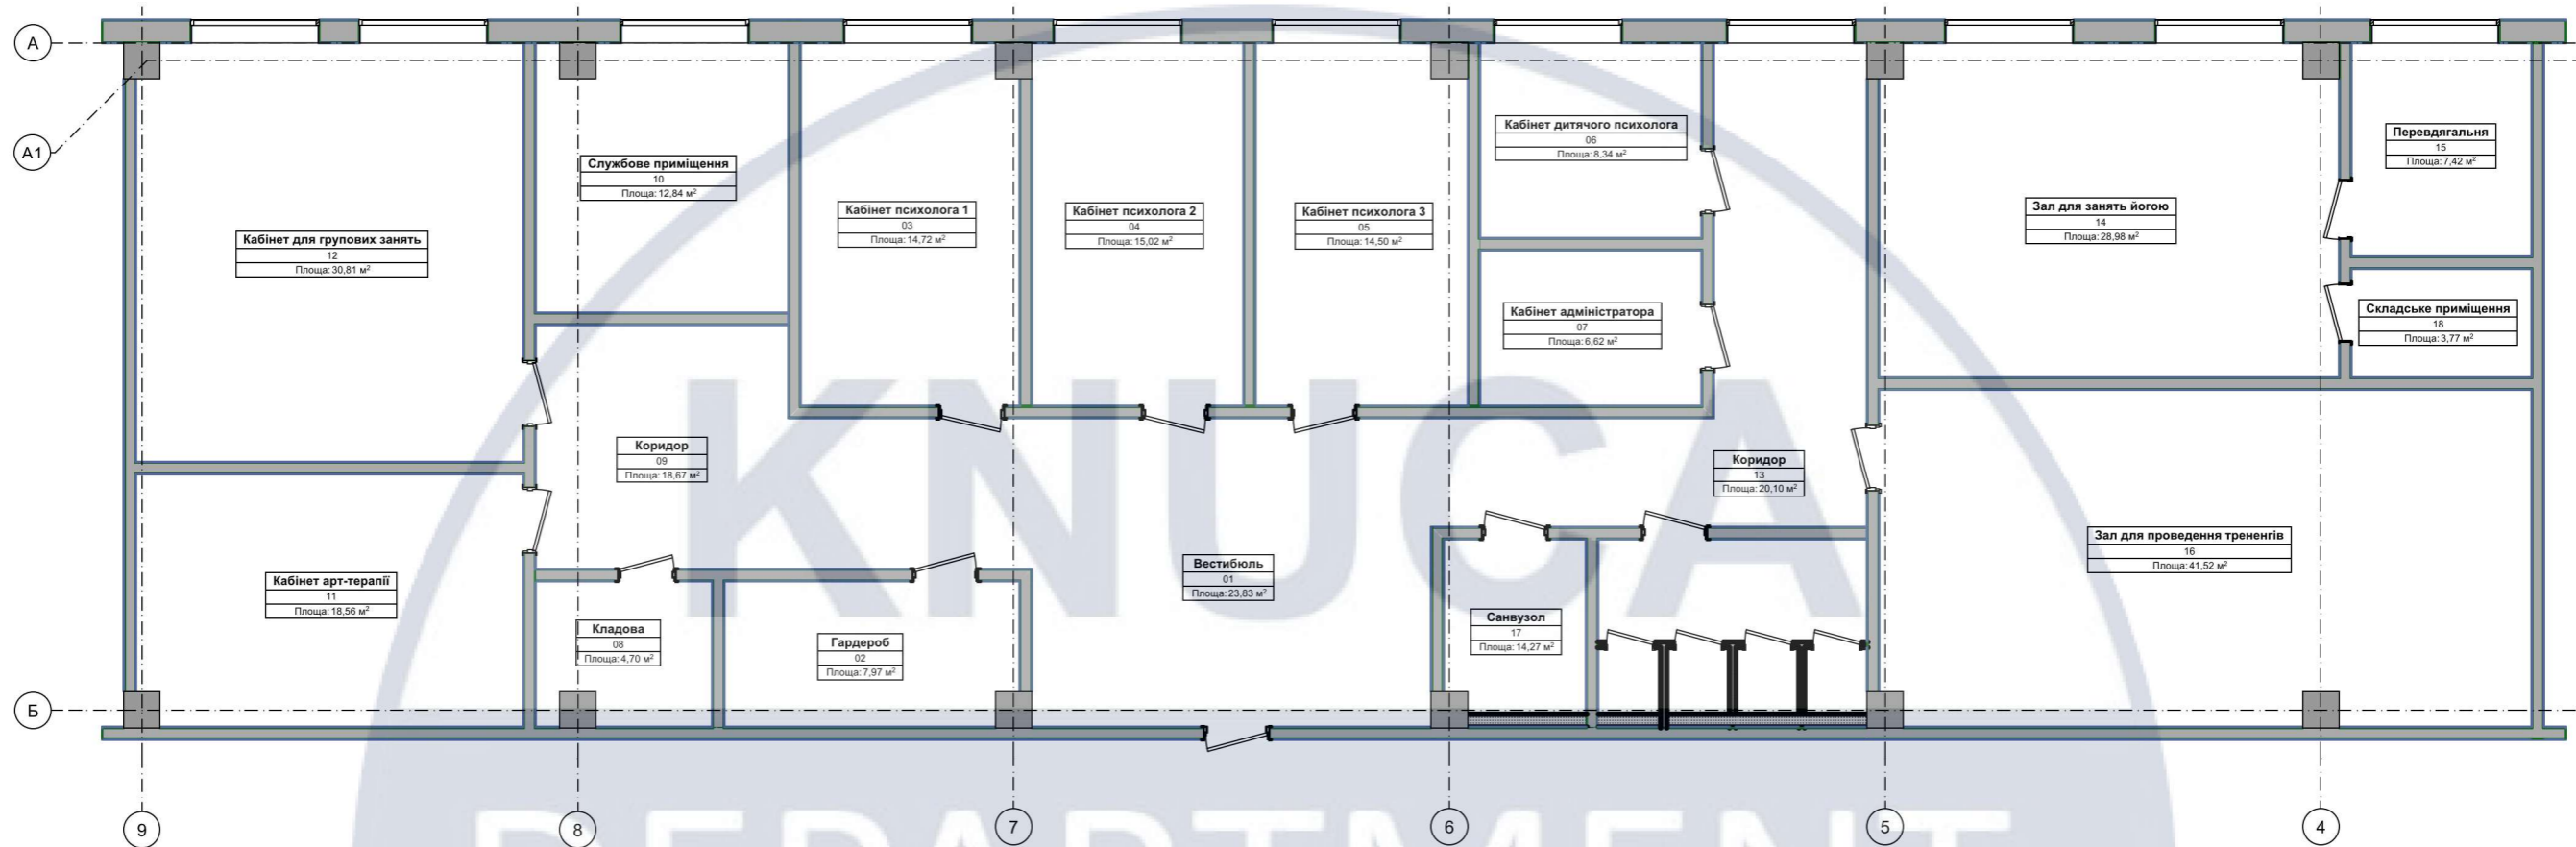 А
А1
Б
Кабінет для групових занять
12
Площа: 30,81 м²
Службове приміщення
10
Площа: 12,84 м²
Кабінет психолога 1
03
Площа: 14,72 м²
Кабінет психолога 2
04
Площа: 15,02 м²
Кабінет психолога 3
05
Площа: 14,50 м²
Кабінет дитячого психолога
06
Площа: 8,34 м²
Кабінет адміністратора
07
Площа: 6,62 м²
Зал для занять йогою
14
Площа: 28,98 м²
Перевдягальня
15
Площа: 7,42 м²
Складське приміщення
18
Площа: 3,77 м²
Коридор
09
Площа: 18,67 м²
Коридор
13
Площа: 20,10 м²
Кабінет арт-терапії
11
Площа: 18,56 м²
Кладова
08
Площа: 4,70 м²
Гардероб
02
Площа: 7,97 м²
Вестибюль
01
Площа: 23,83 м²
Санвузол
17
Площа: 14,27 м²
Зал для проведення трененгів
16
Площа: 41,52 м²
9
8
7
6
5
4
KNUCA
DEPARTMENT